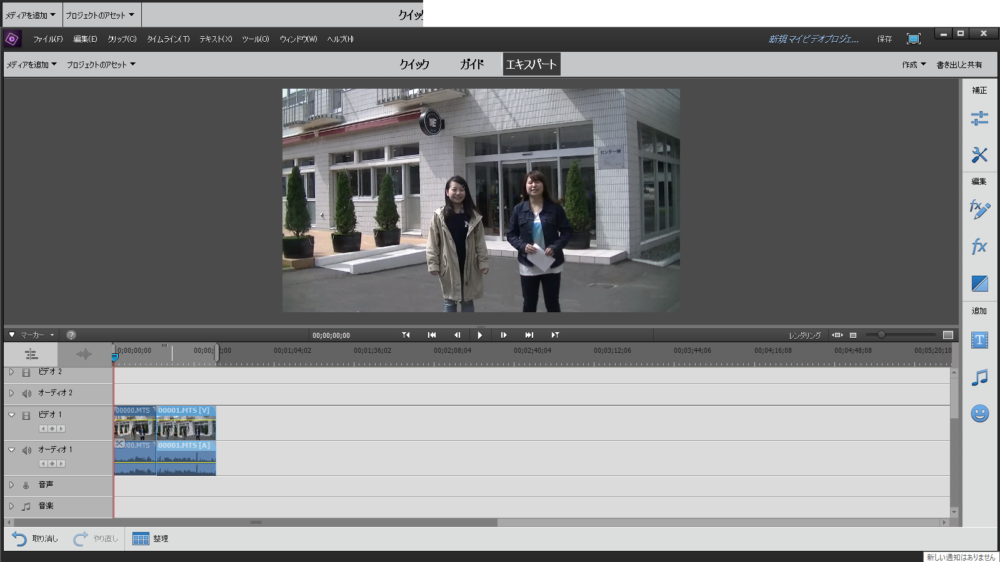 メディアを追加 プロジェクトのアセット
ファイル(F) 編集(E) クリップ(C) タイムライン(T) テキスト(X) ツール(O) ウィンドウ(W) ヘルプ(H) 新規 マイビデオプロジェ... 保存
メディアを追加 プロジェクトのアセット クイック ガイド エキスパート 作成 書き出しと共有
補正
センター棟
編集
fx
fx
追加
T
マーカー ? 00;00;00;00 レンダリング
;00;00;00 00;00; ;00 00;01;04;02 00;01;36;02 00;02;08;04 00;02;40;04 00;03;12;06 00;03;44;06 00;04;16;08 00;04;48;08 00;05;20;10
ビデオ 2
オーディオ 2
ビデオ 1 00000.MTS 00001.MTS [V]
オーディオ 1 000.MTS 00001.MTS [A]
音声
音楽
取り消し やり直し 整理
新しい通知はありません